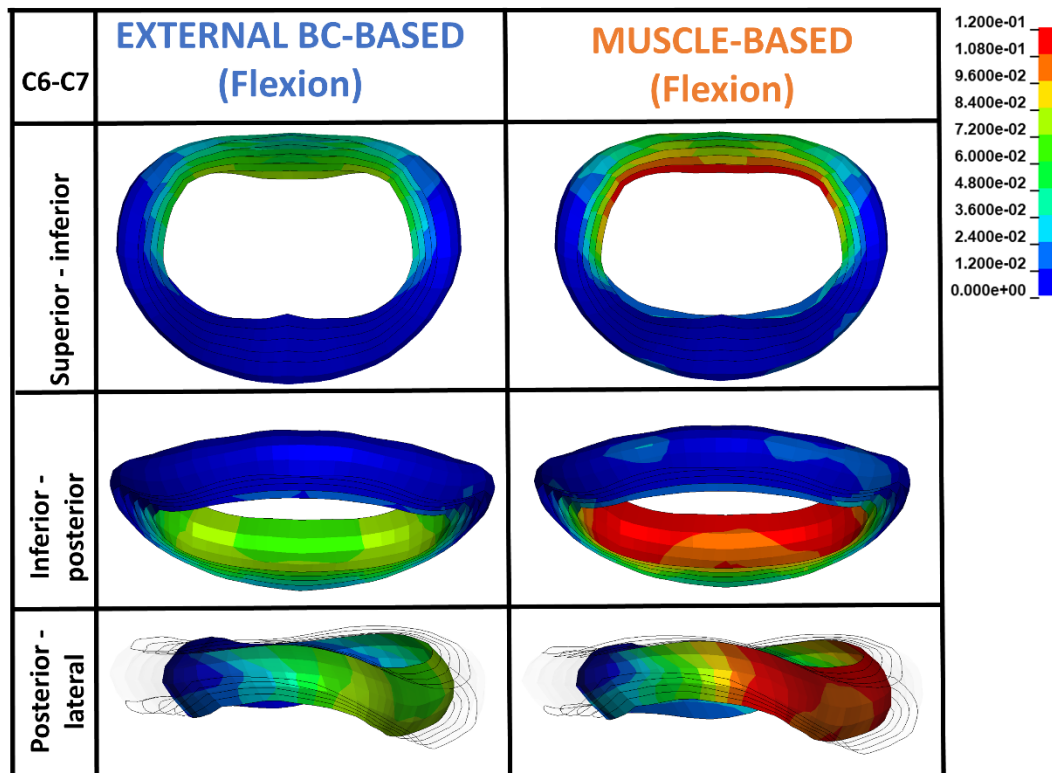 EXTERNAL BC-BASED
(Flexion)
MUSCLE-BASED
(Flexion)
C6-C7
Superior - inferior
Inferior -
posterior
Posterior -
lateral
1.200e-01
1.080e-01
9.600e-02
8.400e-02
7.200e-02
6.000e-02
4.800e-02
3.600e-02
2.400e-02
1.200e-02
0.000e+00